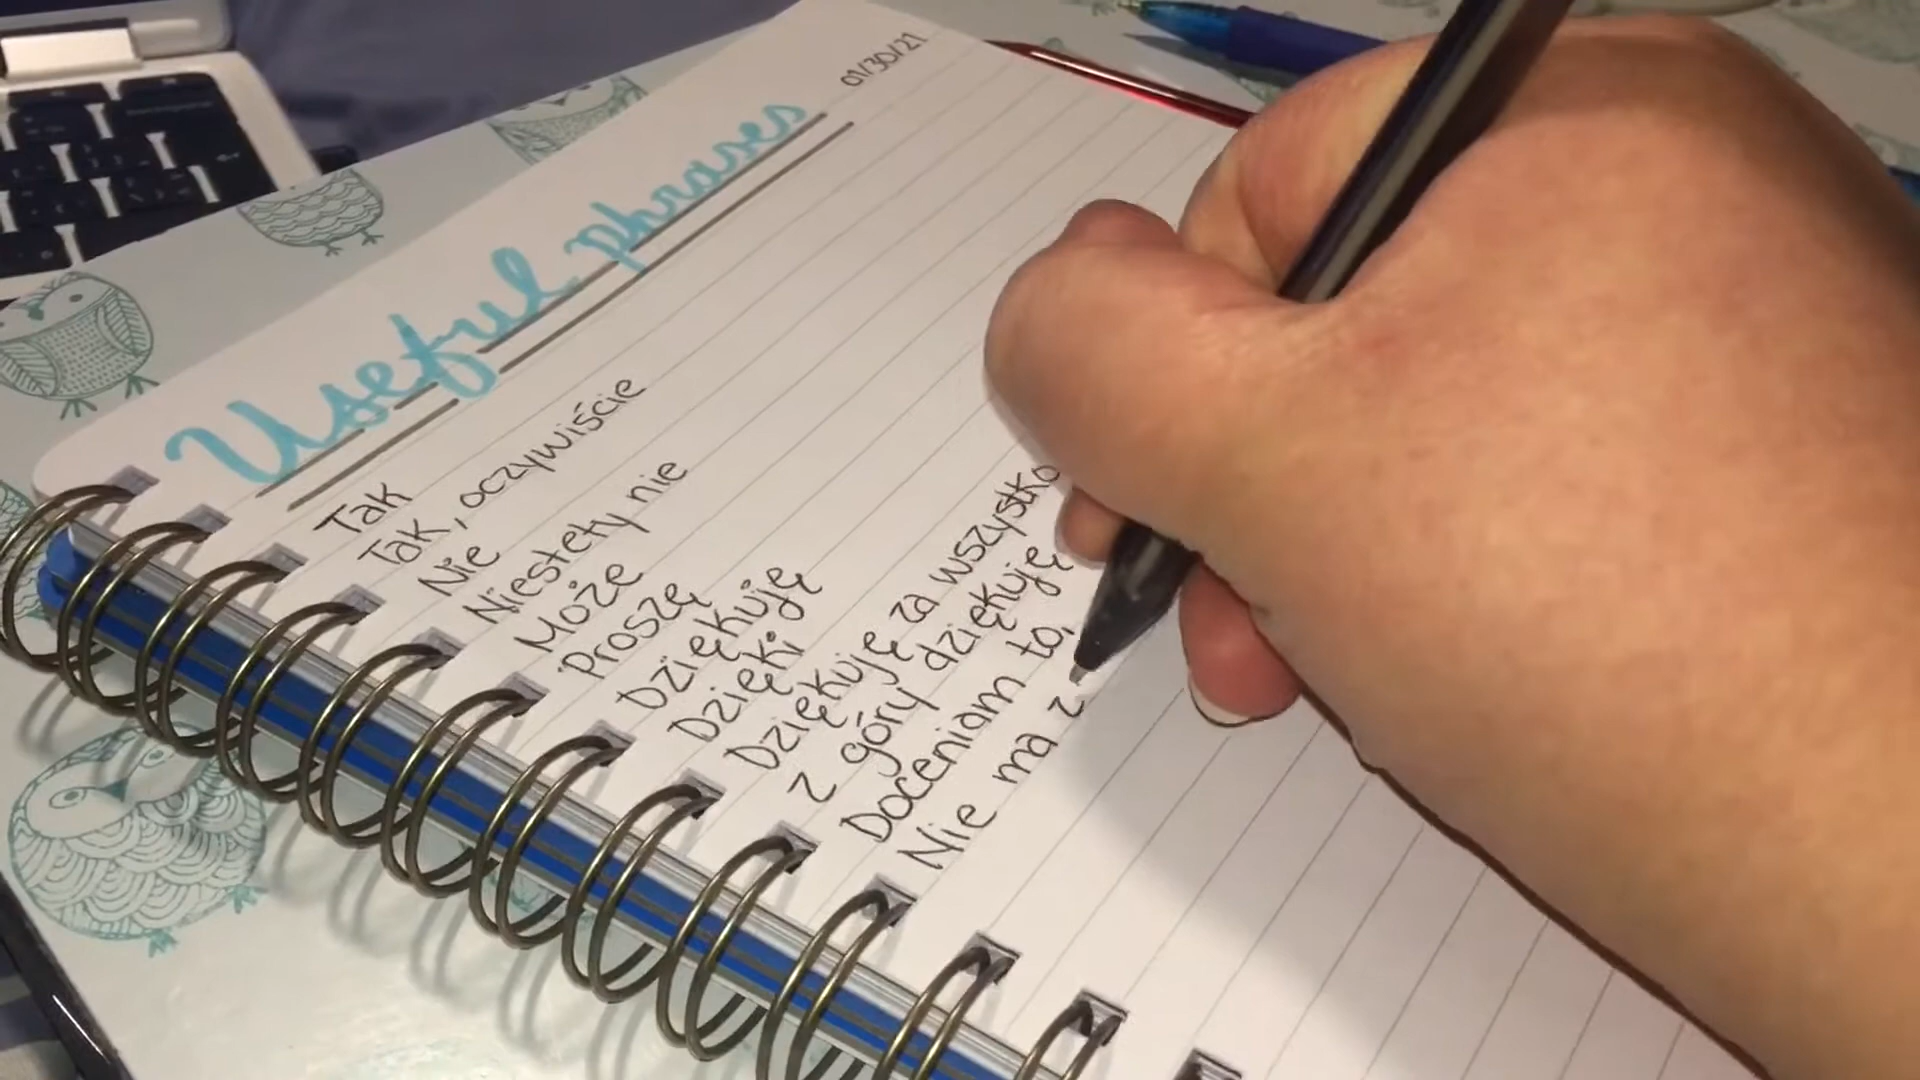 01/30/21
Useful phrases
Tak
Tak, oczywiście
Nie
Niestety nie
Może
Proszę
Dziękuję
Dzięki
Dziękuję za wszystko
z góry dziękuję
Doceniam to,
Nie ma z